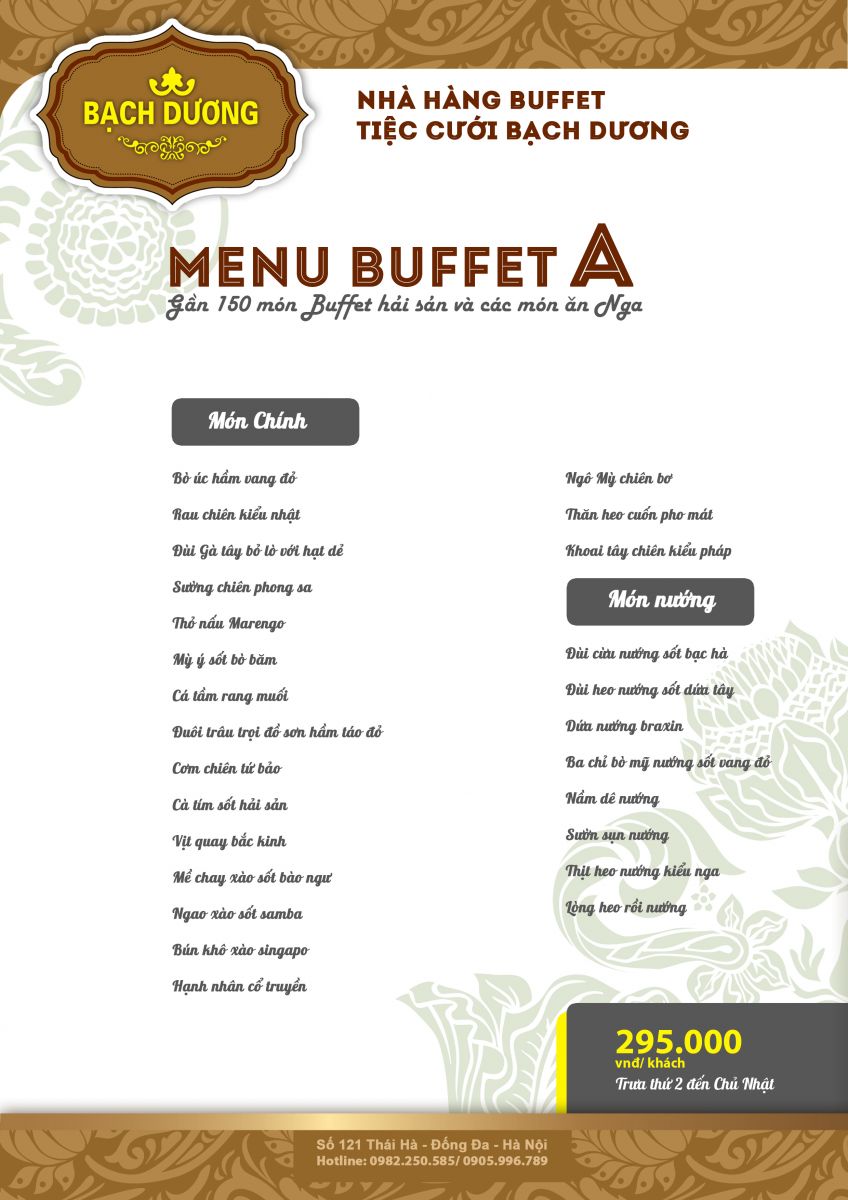 BẠCH DƯƠNG
NHÀ HÀNG BUFFET
TIỆC CƯỚI BẠCH DƯƠNG
MENU BUFFET A
Gần 150 món Buffet hải sản và các món ăn Nga
Món Chính
Bò úc hầm vang đỏ
Rau chiên kiểu nhật
Đùi Gà tây bỏ lò với hạt dẻ
Sường chiên phong sa
Thỏ nấu Marengo
Mỳ ý sốt bò băm
Cá tầm rang muối
Đuôi trâu trọi đồ sơn hầm táo đỏ
Cơm chiên tứ bảo
Cà tím sốt hải sản
Vịt quay bắc kinh
Mề chay xào sốt bào ngư
Ngao xào sốt samba
Bún khô xào singapo
Hạnh nhân cổ truyền
Ngô Mỳ chiên bơ
Thăn heo cuốn pho mát
Khoai tây chiên kiểu pháp
Món nướng
Đùi cừu nướng sốt bạc hà
Đùi heo nướng sốt dứa tây
Dứa nướng braxin
Ba chỉ bò mỹ nướng sốt vang đỏ
Nầm dê nướng
Sườn sụn nướng
Thịt heo nướng kiểu nga
Lòng heo rồi nướng
295.000
vnđ/ khách
Trưa thứ 2 đến Chủ Nhật
Số 121 Thái Hà - Đống Đa - Hà Nội
Hotline: 0982.250.585/ 0905.996.789